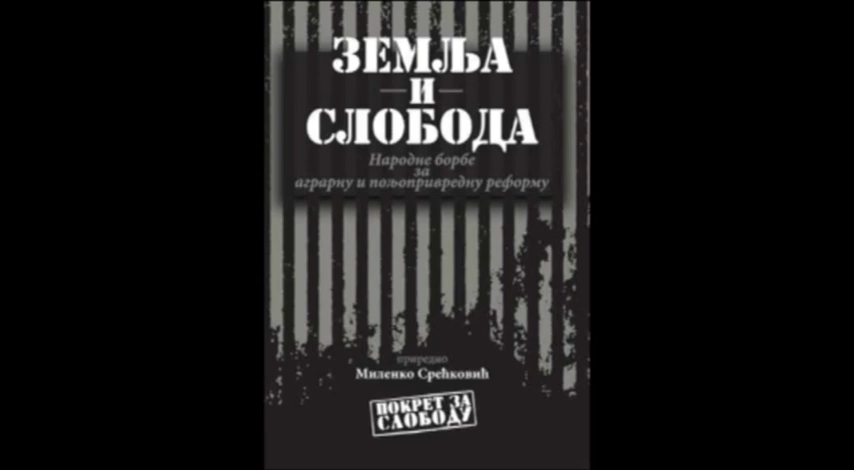 ЗЕМЉА
И
СЛОБОДА
Народне борбе
за
аграрну и пољопривредну реформу
приредио
Миленко Срећковић
ПОКРЕТ ЗА
СЛОБОДУ